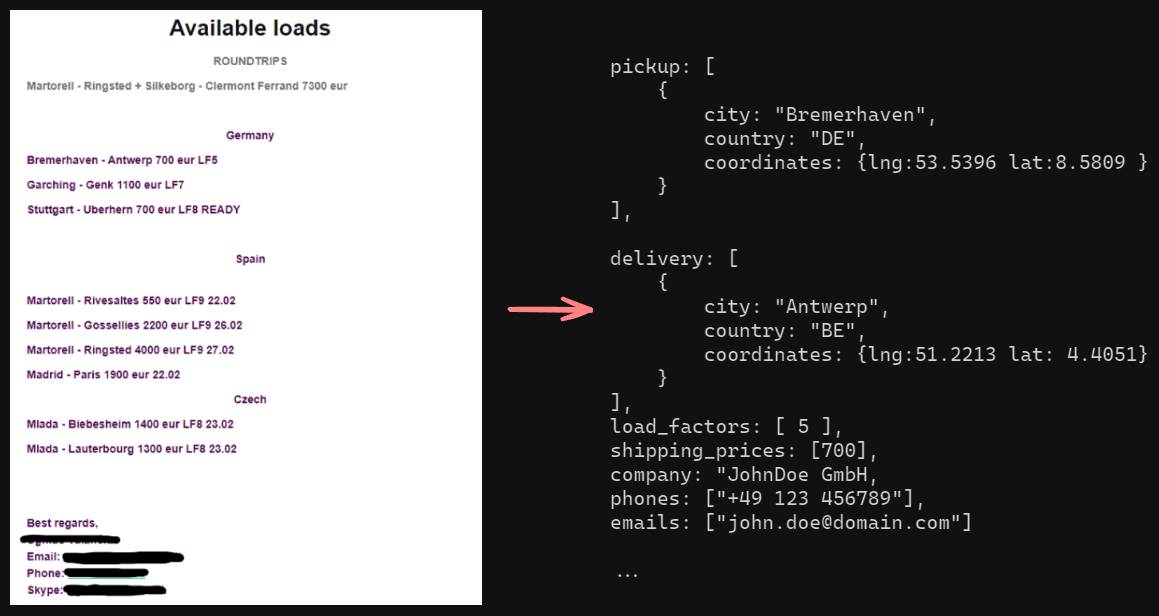 Available loads
ROUNDTRIPS
Martorell - Ringsted + Silkeborg - Clermont Ferrand 7300 eur
Germany
Bremerhaven - Antwerp 700 eur LF5
Garching - Genk 1100 eur LF7
Stuttgart - Uberhern 700 eur LF8 READY
Spain
Martorell - Rivesaltes 550 eur LF9 22.02
Martorell - Gossellies 2200 eur LF9 26.02
Martorell - Ringsted 4000 eur LF9 27.02
Madrid - Paris 1900 eur 22.02
Czech
Mlada - Biebesheim 1400 eur LF8 23.02
Mlada - Lauterbourg 1300 eur LF8 23.02
Best regards,
Email:
Phone:
Skype:
pickup: [
{
city: "Bremerhaven",
country: "DE",
coordinates: {lng:53.5396 lat:8.5809 }
}
],
delivery: [
{
city: "Antwerp",
country: "BE",
coordinates: {lng:51.2213 lat: 4.4051}
}
],
load_factors: [ 5 ],
shipping_prices: [700],
company: "JohnDoe GmbH,
phones: ["+49 123 456789"],
emails: ["john.doe@domain.com"]
...